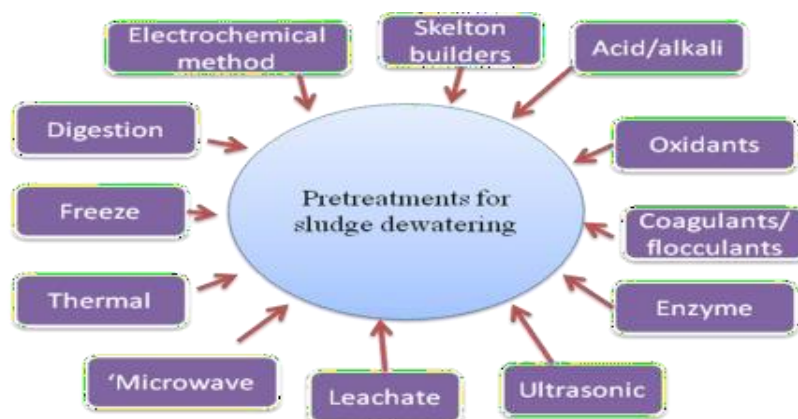 Electrochemical
method
Skelton
builders
Acid/alkali
Digestion
Oxidants
Pretreatments for
sludge dewatering
Freeze
Coagulants/
flocculants
Thermal
Enzyme
‘Microwave
Leachate
Ultrasonic